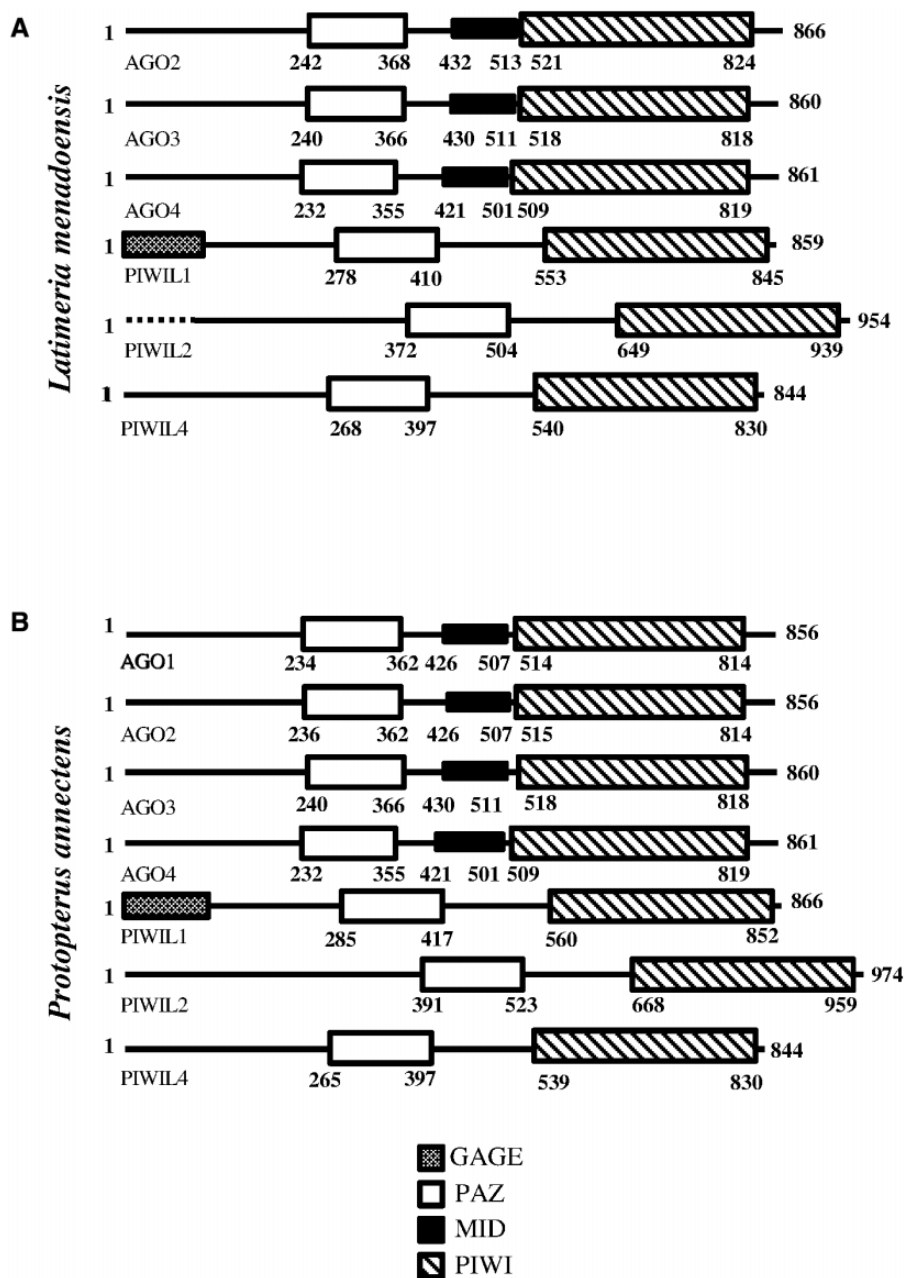 A
Latimeria menadoensis
1 866
AGO2 242 368 432 513 521 824
1 860
AGO3 240 366 430 511 518 818
1 861
AGO4 232 355 421 501 509 819
1 859
PIWIL1 278 410 553 845
1 954
PIWIL2 372 504 649 939
1 844
PIWIL4 268 397 540 830
B
Protopterus annectens
1 856
AGO1 234 362 426 507 514 814
1 856
AGO2 236 362 426 507 515 814
1 860
AGO3 240 366 430 511 518 818
1 861
AGO4 232 355 421 501 509 819
1 866
PIWIL1 285 417 560 852
1 974
PIWIL2 391 523 668 959
1 844
PIWIL4 265 397 539 830
GAGE
PAZ
MID
PIWI